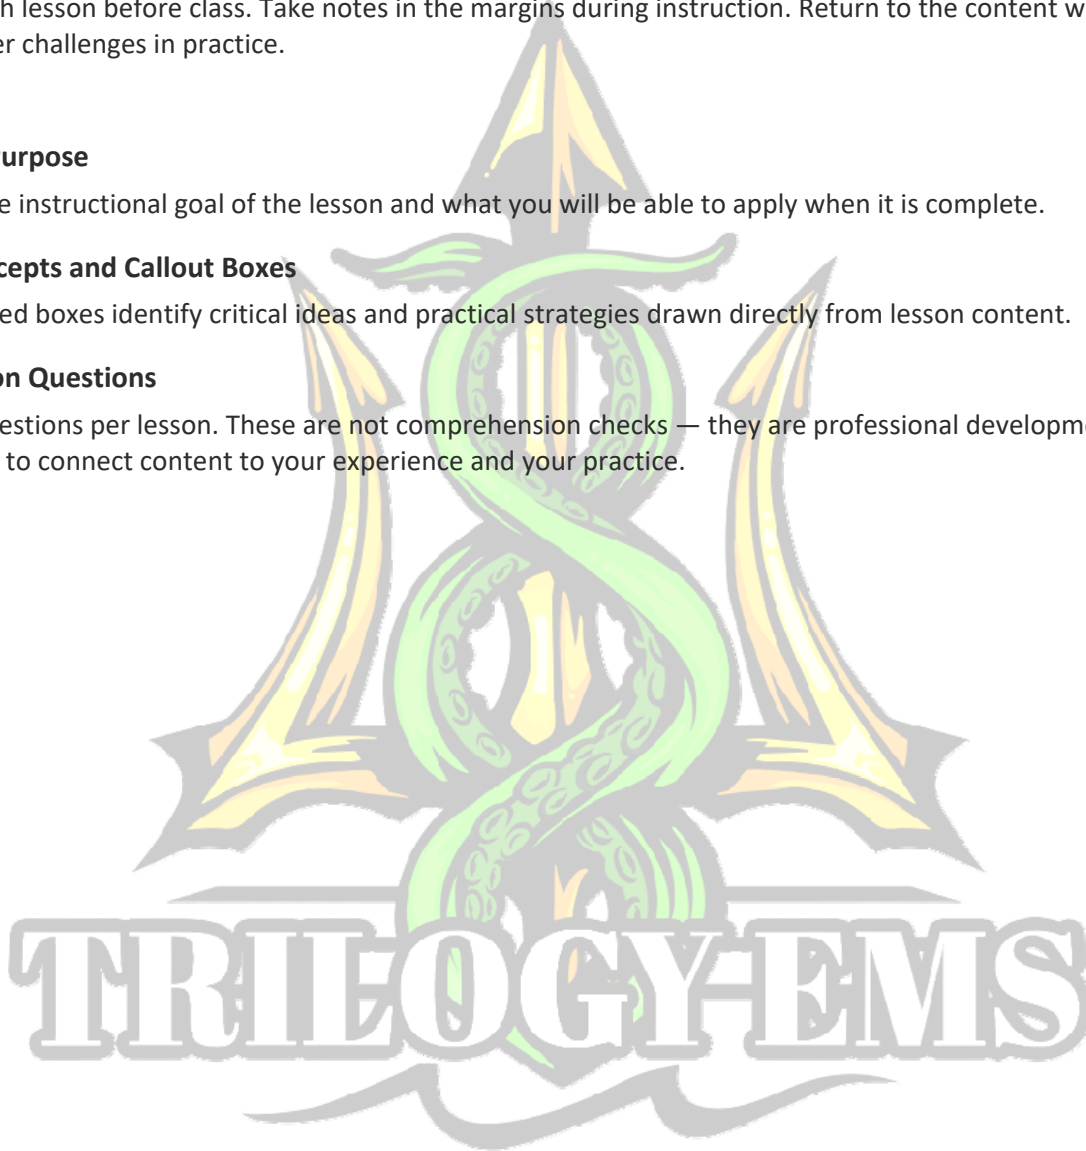 h lesson before class. Take notes in the margins during instruction. Return to the content w
er challenges in practice.
urpose
e instructional goal of the lesson and what you will be able to apply when it is complete.
cepts and Callout Boxes
ed boxes identify critical ideas and practical strategies drawn directly from lesson content.
on Questions
estions per lesson. These are not comprehension checks — they are professional developme
to connect content to your experience and your practice.
TRILOGY EMS